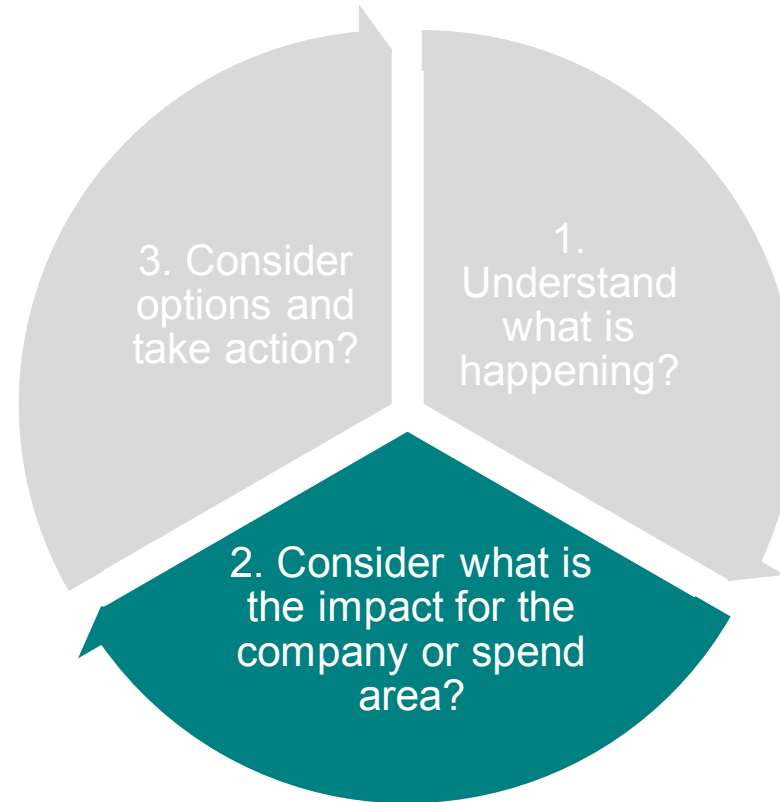 1.
Understand
what is
happening?
2. Consider what is
the impact for the
company or spend
area?
3. Consider
options and
take action?